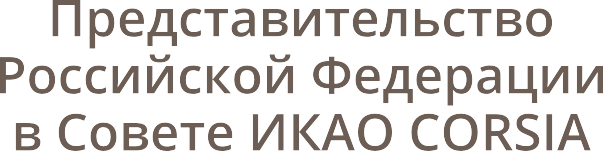 Представительство
Российской Федерации
в Совете ИКАО CORSIA